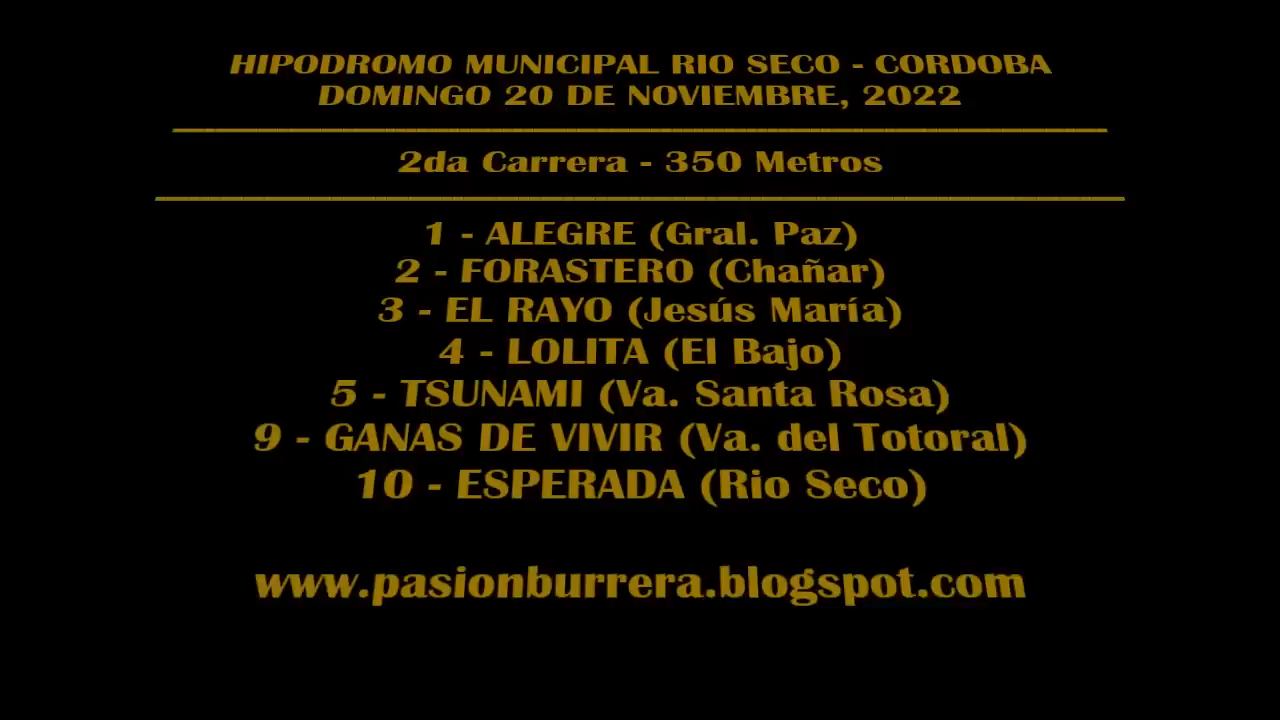 HIPODROMO MUNICIPAL RIO SECO - CORDOBA
DOMINGO 20 DE NOVIEMBRE, 2022
2da Carrera - 350 Metros
1 - ALEGRE (Gral. Paz)
2 - FORASTERO (Chañar)
3 - EL RAYO (Jesús María)
4 - LOLITA (El Bajo)
5 - TSUNAMI (Va. Santa Rosa)
9 - GANAS DE VIVIR (Va. del Totoral)
10 - ESPERADA (Rio Seco)
www.pasionburrera.blogspot.com